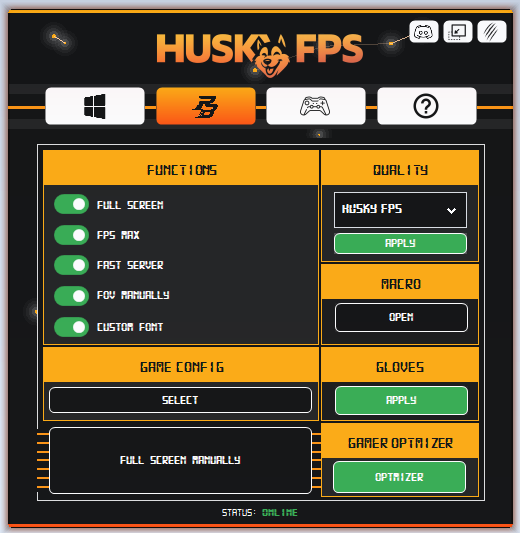 HUSKY FPS
FUNCTIONS
FULL SCREEN
FPS MAX
FAST SERVER
FOV MANUALLY
CUSTOM FONT
QUALITY
HUSKY FPS
APPLY
MACRO
OPEN
GAME CONFIG
SELECT
GLOVES
APPLY
FULL SCREEN MANUALLY
GAMER OPTMIZER
OPTMIZER
STATUS: ONLINE